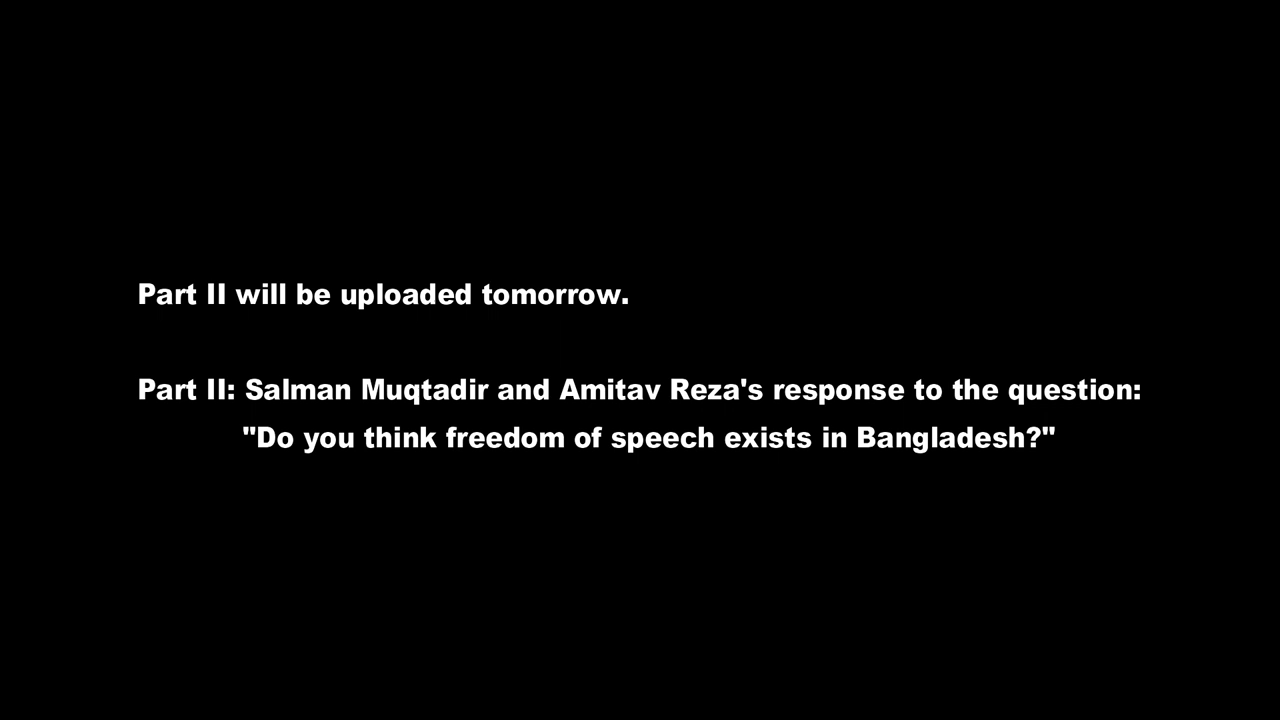 Part II will be uploaded tomorrow.
Part II: Salman Muqtadir and Amitav Reza's response to the question:
"Do you think freedom of speech exists in Bangladesh?"